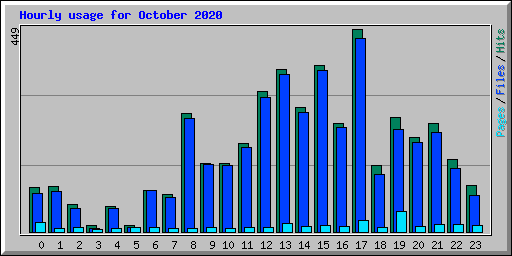 Hourly usage for October 2020
449
Pages/Files/Hits
0 1 2 3 4 5 6 7 8 9 10 11 12 13 14 15 16 17 18 19 20 21 22 23